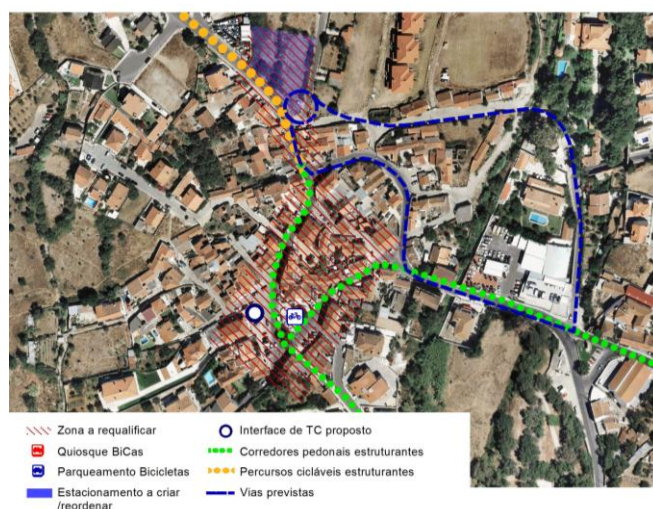 Zona a requalificar
Quiosque BiCas
Parqueamento Bicicletas
Estacionamento a criar
/reordenar
Interface de TC proposto
Corredores pedonais estruturantes
Percursos cicláveis estruturantes
Vias previstas